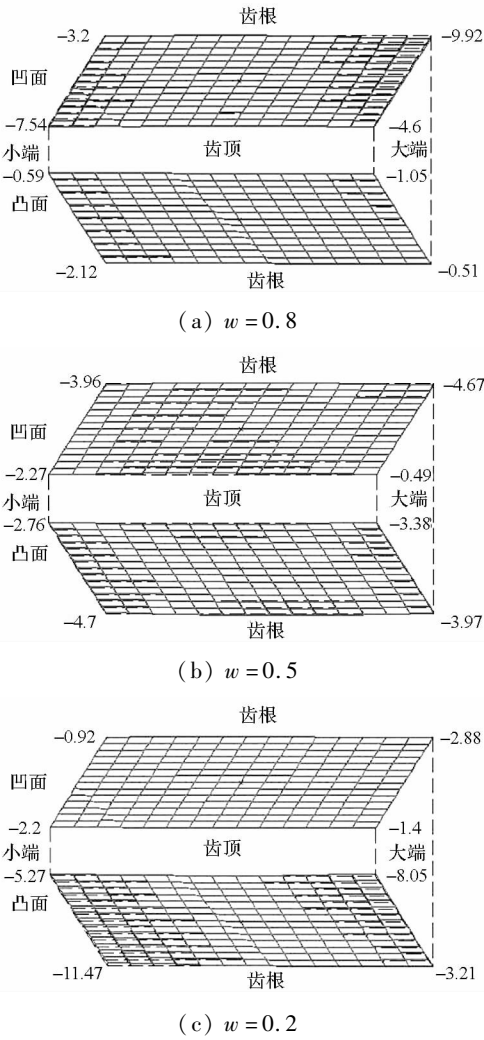 齿根
-3.2
-9.92
凹面
-7.54
-4.6
小端
齿顶
大端
-0.59
-1.05
凸面
-2.12
-0.51
齿根
(a) w=0.8
齿根
-3.96
-4.67
凹面
-2.27
-0.49
小端
齿顶
大端
-2.76
-3.38
凸面
-4.7
-3.97
齿根
(b) w=0.5
齿根
-0.92
-2.88
凹面
-2.2
-1.4
小端
齿顶
大端
-5.27
-8.05
凸面
-11.47
-3.21
齿根
(c) w=0.2